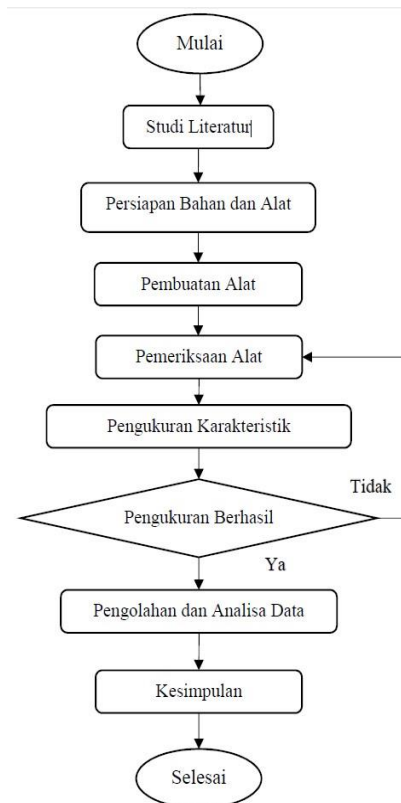 Mulai
Studi Literatur
Persiapan Bahan dan Alat
Pembuatan Alat
Pemeriksaan Alat
Pengukuran Karakteristik
Tidak
Pengukuran Berhasil
Ya
Pengolahan dan Analisa Data
Kesimpulan
Selesai